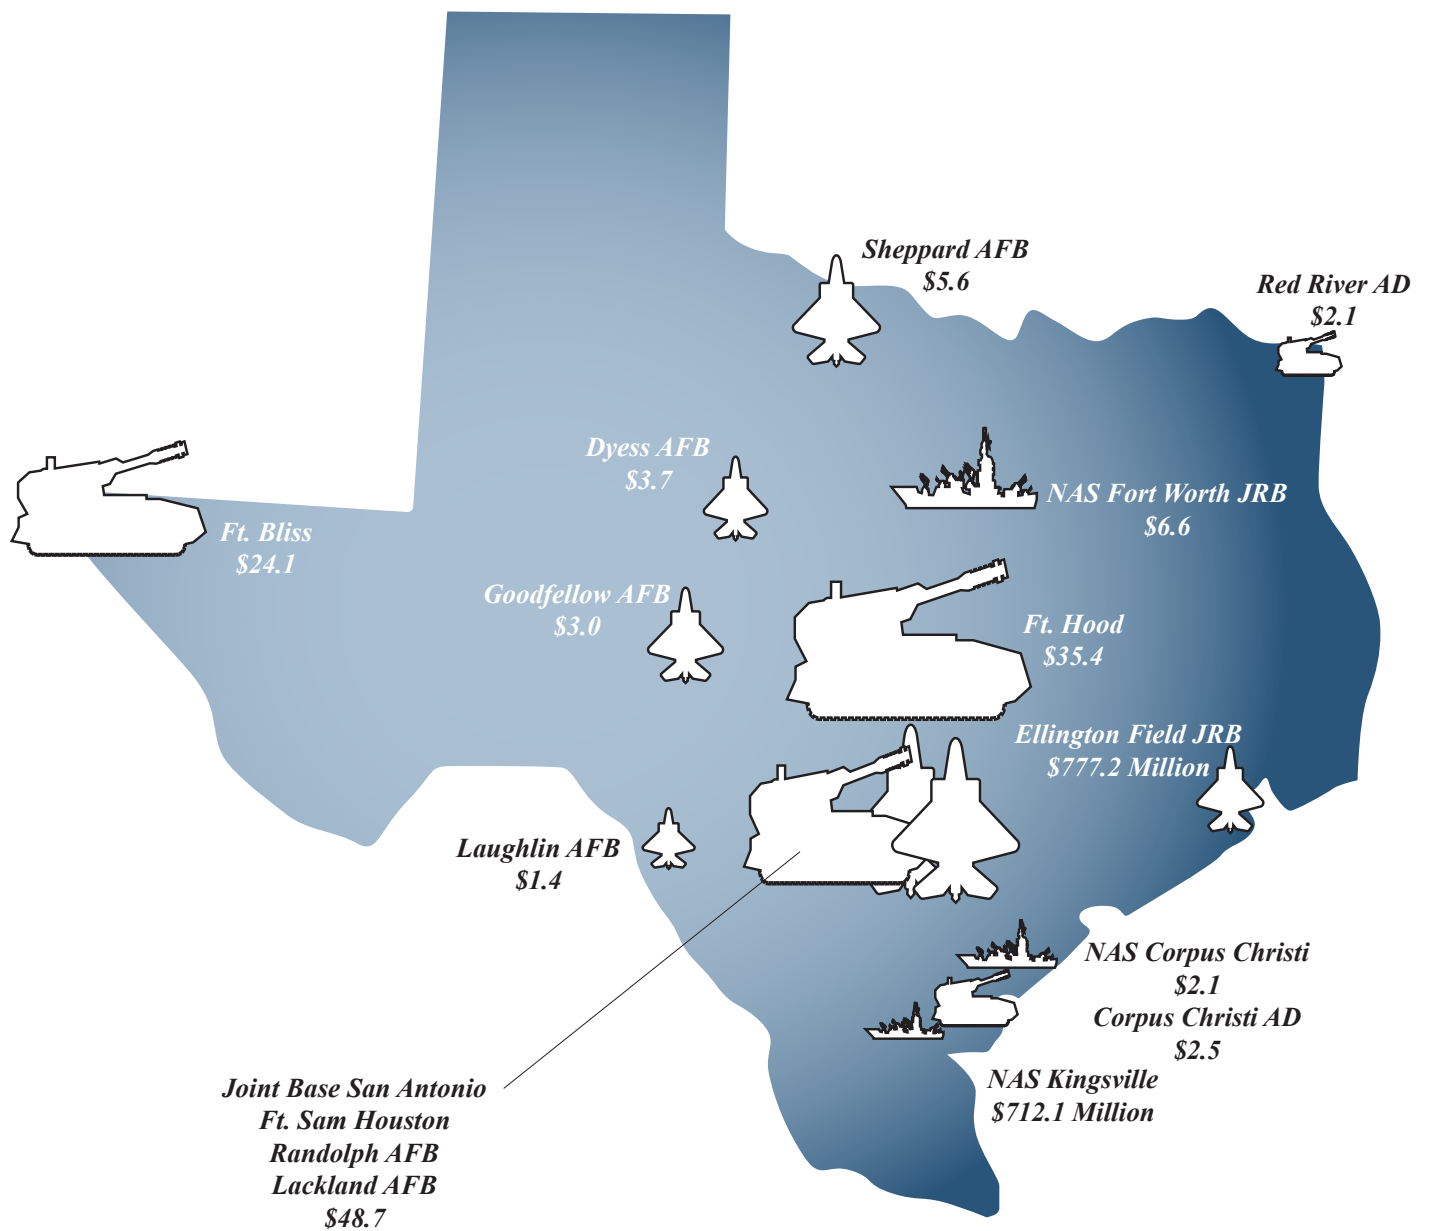 Sheppard AFB
$5.6
Red River AD
$2.1
Dyess AFB
$3.7
NAS Fort Worth JRB
$6.6
Ft. Bliss
$24.1
Goodfellow AFB
$3.0
Ft. Hood
$35.4
Ellington Field JRB
$777.2 Million
Laughlin AFB
$1.4
NAS Corpus Christi
$2.1
Corpus Christi AD
$2.5
NAS Kingsville
$712.1 Million
Joint Base San Antonio
Ft. Sam Houston
Randolph AFB
Lackland AFB
$48.7